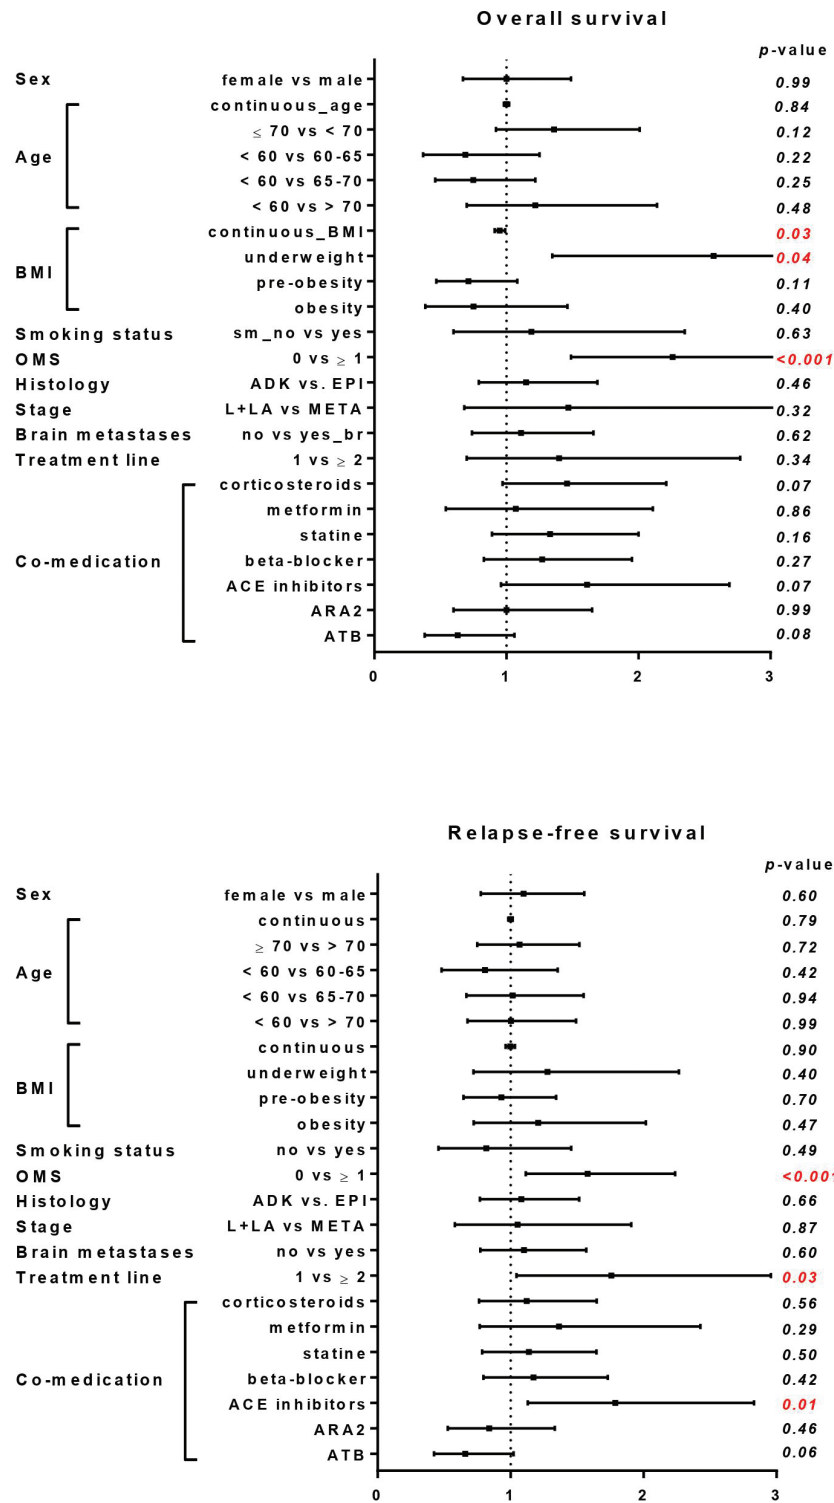 Overall survival
p-value
Sex female vs male 0.99
continuous_age 0.84
≤ 70 vs < 70 0.12
Age < 60 vs 60-65 0.22
< 60 vs 65-70 0.25
< 60 vs > 70 0.48
continuous_BMI 0.03
BMI underweight 0.04
pre-obesity 0.11
obesity 0.40
Smoking status sm_no vs yes 0.63
OMS 0 vs ≥ 1 <0.001
Histology ADK vs. EPI 0.46
Stage L+LA vs META 0.32
Brain metastases no vs yes_br 0.62
Treatment line 1 vs ≥ 2 0.34
corticosteroids 0.07
metformin 0.86
statine 0.16
Co-medication beta-blocker 0.27
ACE inhibitors 0.07
ARA2 0.99
ATB 0.08
0 1 2 3
Relapse-free survival
p-value
Sex female vs male 0.60
continuous 0.79
≥ 70 vs > 70 0.72
Age < 60 vs 60-65 0.42
< 60 vs 65-70 0.94
< 60 vs > 70 0.99
continuous 0.90
BMI underweight 0.40
pre-obesity 0.70
obesity 0.47
Smoking status no vs yes 0.49
OMS 0 vs ≥ 1 <0.001
Histology ADK vs. EPI 0.66
Stage L+LA vs META 0.87
Brain metastases no vs yes 0.60
Treatment line 1 vs ≥ 2 0.03
corticosteroids 0.56
metformin 0.29
statine 0.50
Co-medication beta-blocker 0.42
ACE inhibitors 0.01
ARA2 0.46
ATB 0.06
0 1 2 3